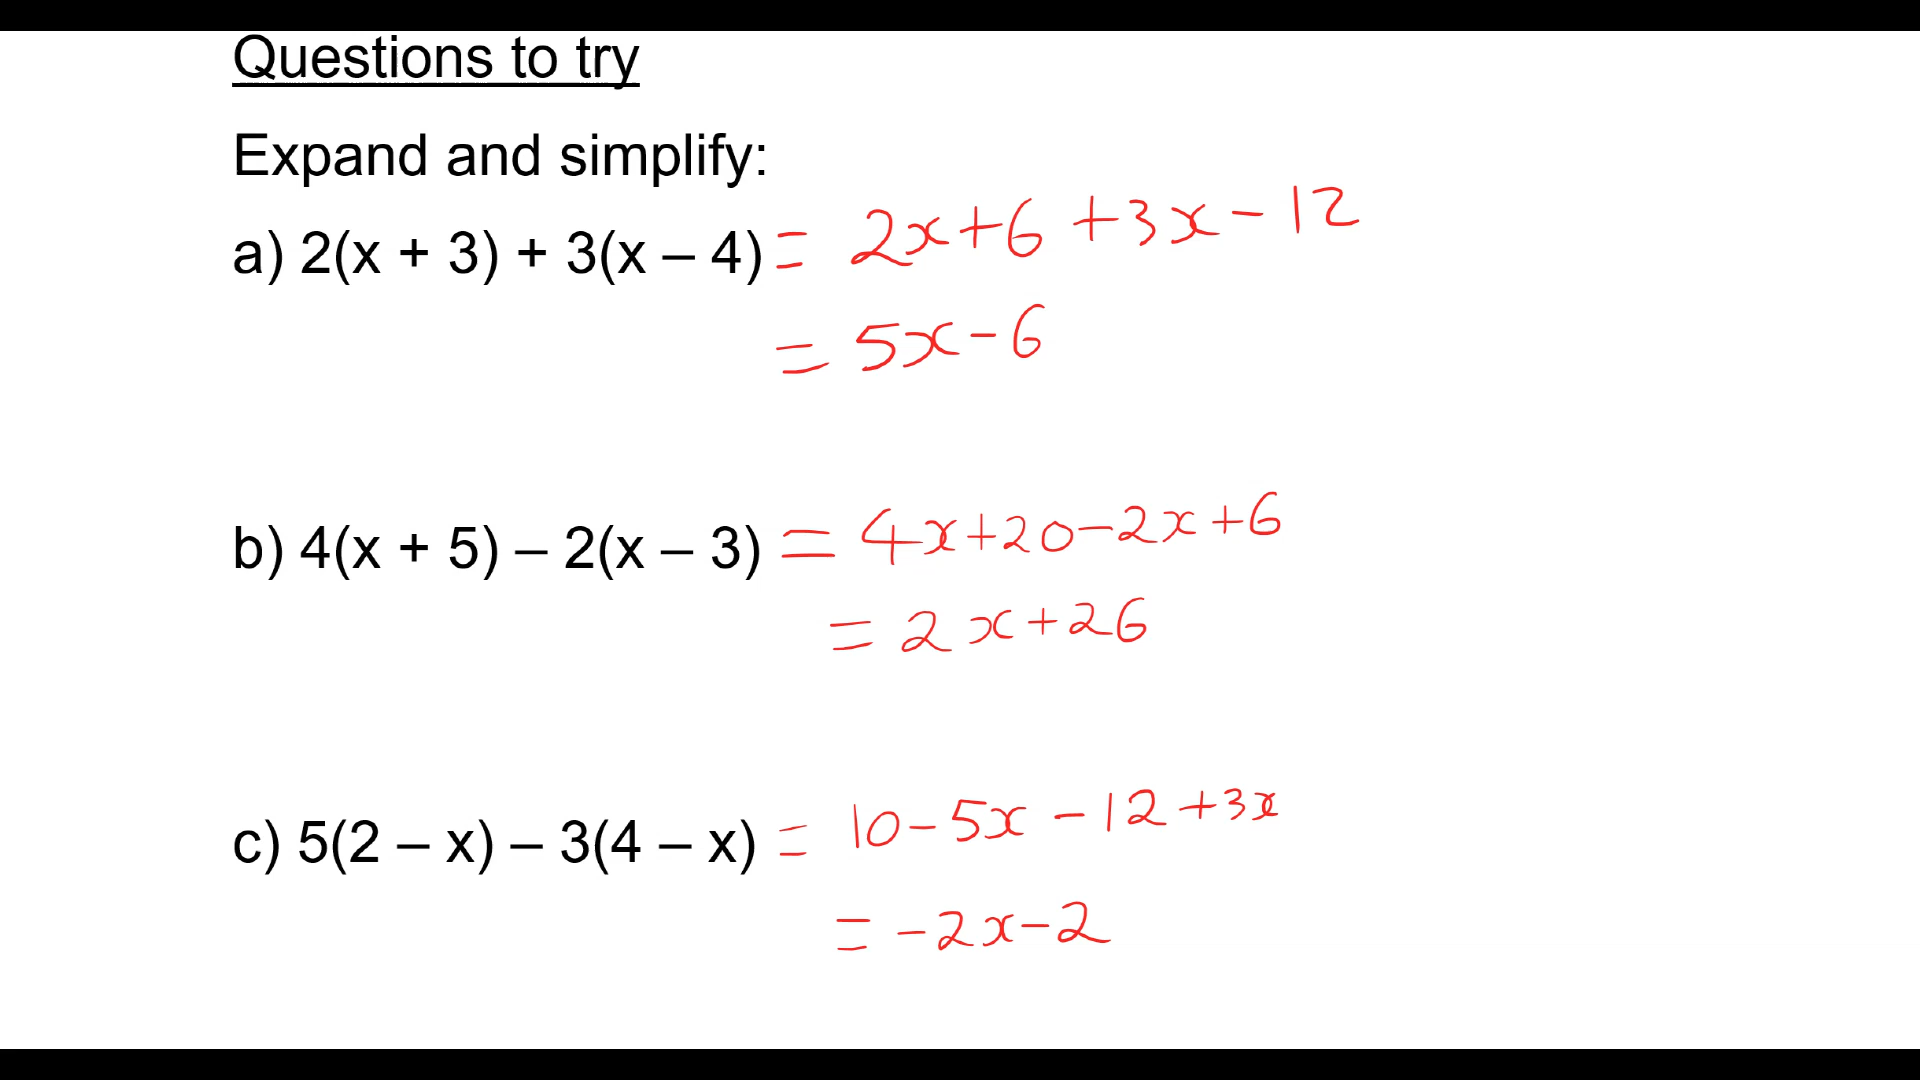 Questions to try
Expand and simplify:
a) 2(x + 3) + 3(x – 4) = 2x + 6 + 3x - 12
= 5x - 6
b) 4(x + 5) – 2(x – 3) = 4x + 20 - 2x + 6
= 2x + 26
c) 5(2 – x) – 3(4 – x) = 10 - 5x - 12 + 3x
= -2x - 2